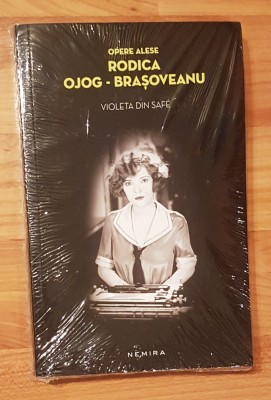 OPERE ALESE
RODICA
OJOG - BRAȘOVEANU
VIOLETA DIN SAFE
NEMIRA